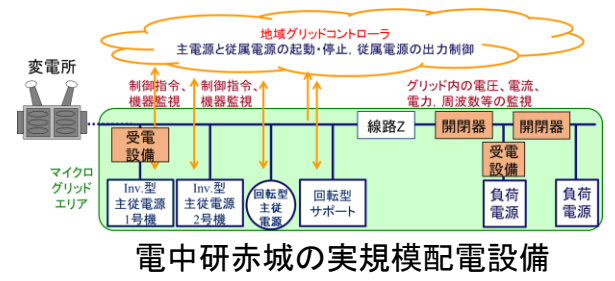 地域グリッドコントローラ
主電源と従属電源の起動・停止，従属電源の出力制御
変電所
制御指令、
機器監視
制御指令、
機器監視
グリッド内の電圧、電流、
電力，周波数等の監視
線路Z
開閉器
開閉器
受電
設備
受電
設備
マイクロ
グリッド
エリア
Inv.型
主従電源
1号機
Inv.型
主従電源
2号機
回転型
主従
電源
回転型
サポート
負荷
電源
負荷
電源
電中研赤城の実規模配電設備